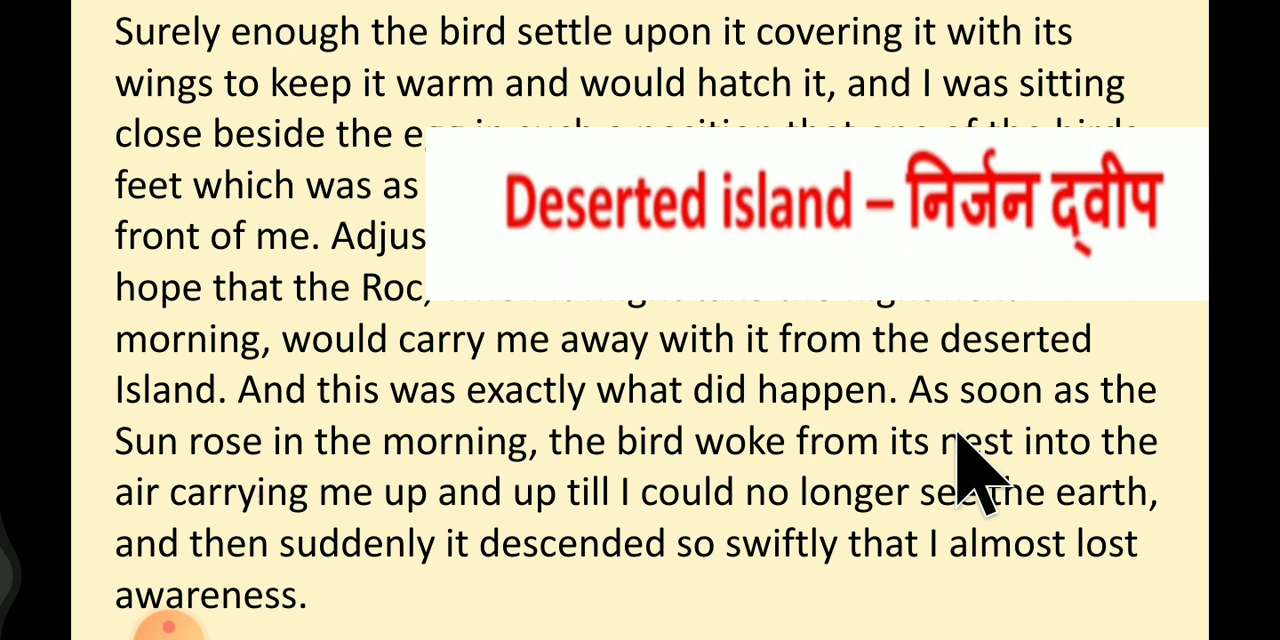 Surely enough the bird settle upon it covering it with its
wings to keep it warm and would hatch it, and I was sitting
close beside the
feet which was as
Deserted island – निर्जन द्वीप
front of me.
hope that the Roc,
morning, would carry me away with it from the deserted
Island. And this was exactly what did happen. As soon as the
Sun rose in the morning, the bird woke from its nest into the
air carrying me up and up till I could no longer see the earth,
and then suddenly it descended so swiftly that I almost lost
awareness.